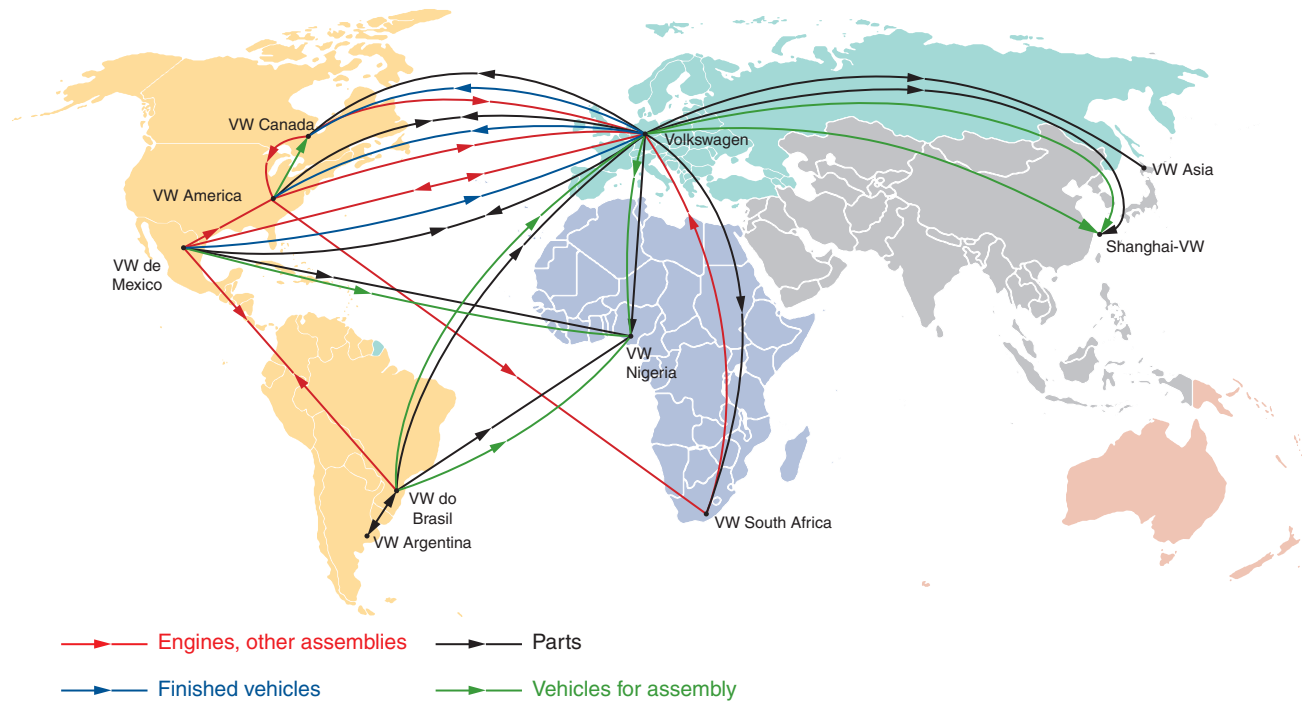 VW Canada
Volkswagen
VW Asia
VW America
Shanghai-VW
VW de
Mexico
VW
Nigeria
VW do
Brasil
VW South Africa
VW Argentina
Engines, other assemblies
Parts
Finished vehicles
Vehicles for assembly